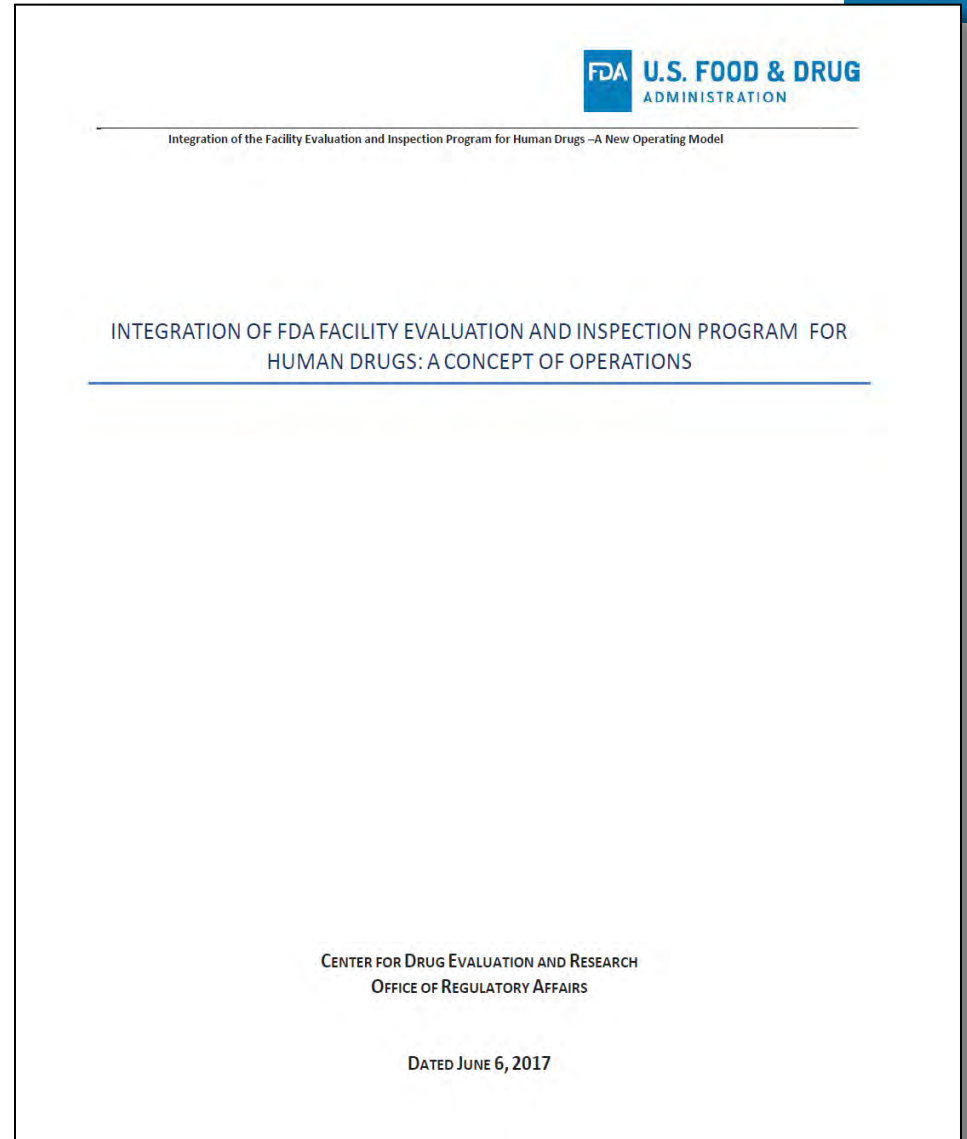 FDA U.S. FOOD & DRUG
ADMINISTRATION
Integration of the Facility Evaluation and Inspection Program for Human Drugs –A New Operating Model
INTEGRATION OF FDA FACILITY EVALUATION AND INSPECTION PROGRAM FOR
HUMAN DRUGS: A CONCEPT OF OPERATIONS
CENTER FOR DRUG EVALUATION AND RESEARCH
OFFICE OF REGULATORY AFFAIRS
DATED JUNE 6, 2017